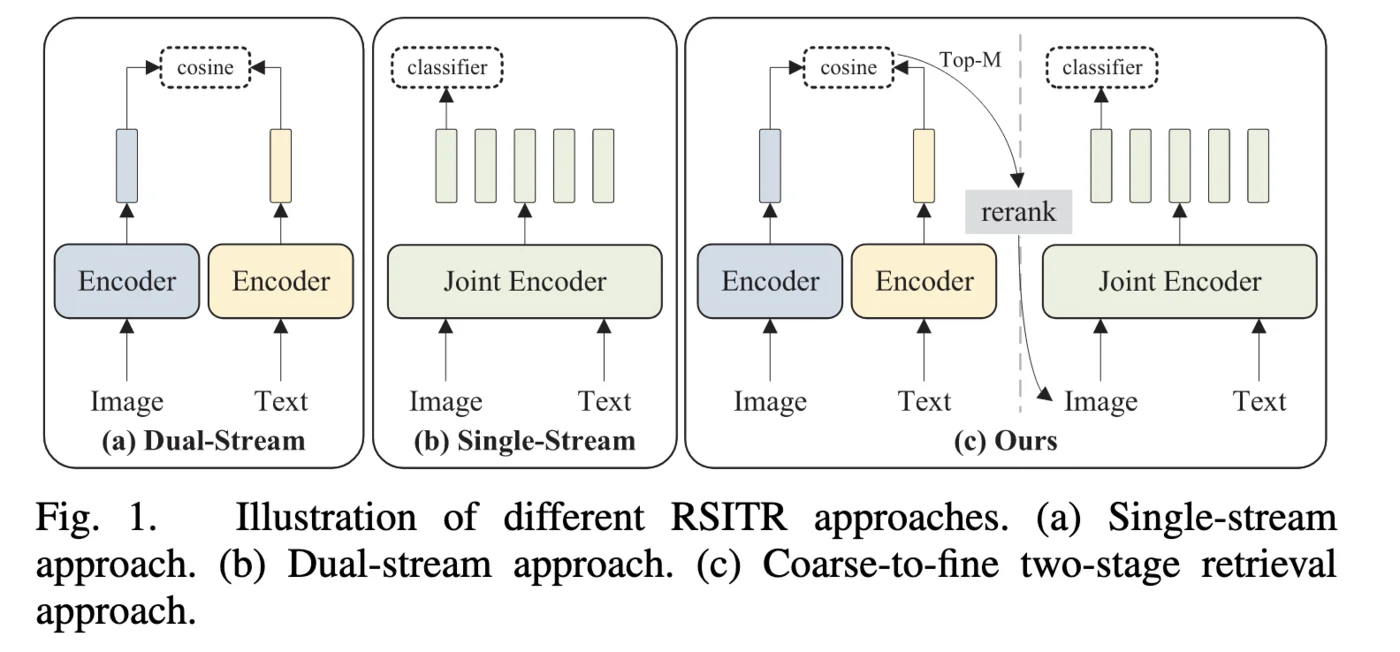 cosine
Encoder
Encoder
Image
Text
(a) Dual-Stream
classifier
Joint Encoder
Image
Text
(b) Single-Stream
cosine
Top-M
classifier
rerank
Encoder
Encoder
Joint Encoder
Image
Text
Image
Text
(c) Ours
Fig. 1. Illustration of different RSITR approaches. (a) Single-stream
approach. (b) Dual-stream approach. (c) Coarse-to-fine two-stage retrieval
approach.